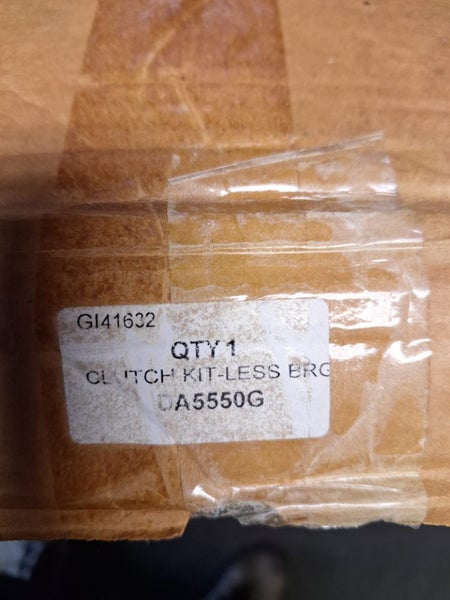 GI41632
QTY 1
CLUTCH KIT-LESS BRG
DA5550G